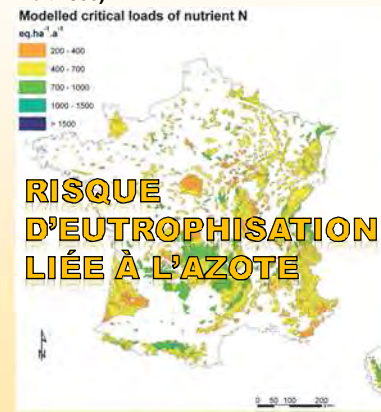 Modelled critical loads of nutrient N
eq.ha⁻¹.a⁻¹
200 - 400
400 - 700
700 - 1000
1000 - 1500
> 1500
RISQUE
D'EUTROPHISATION
LIÉE À L'AZOTE
N
0 50 100 200